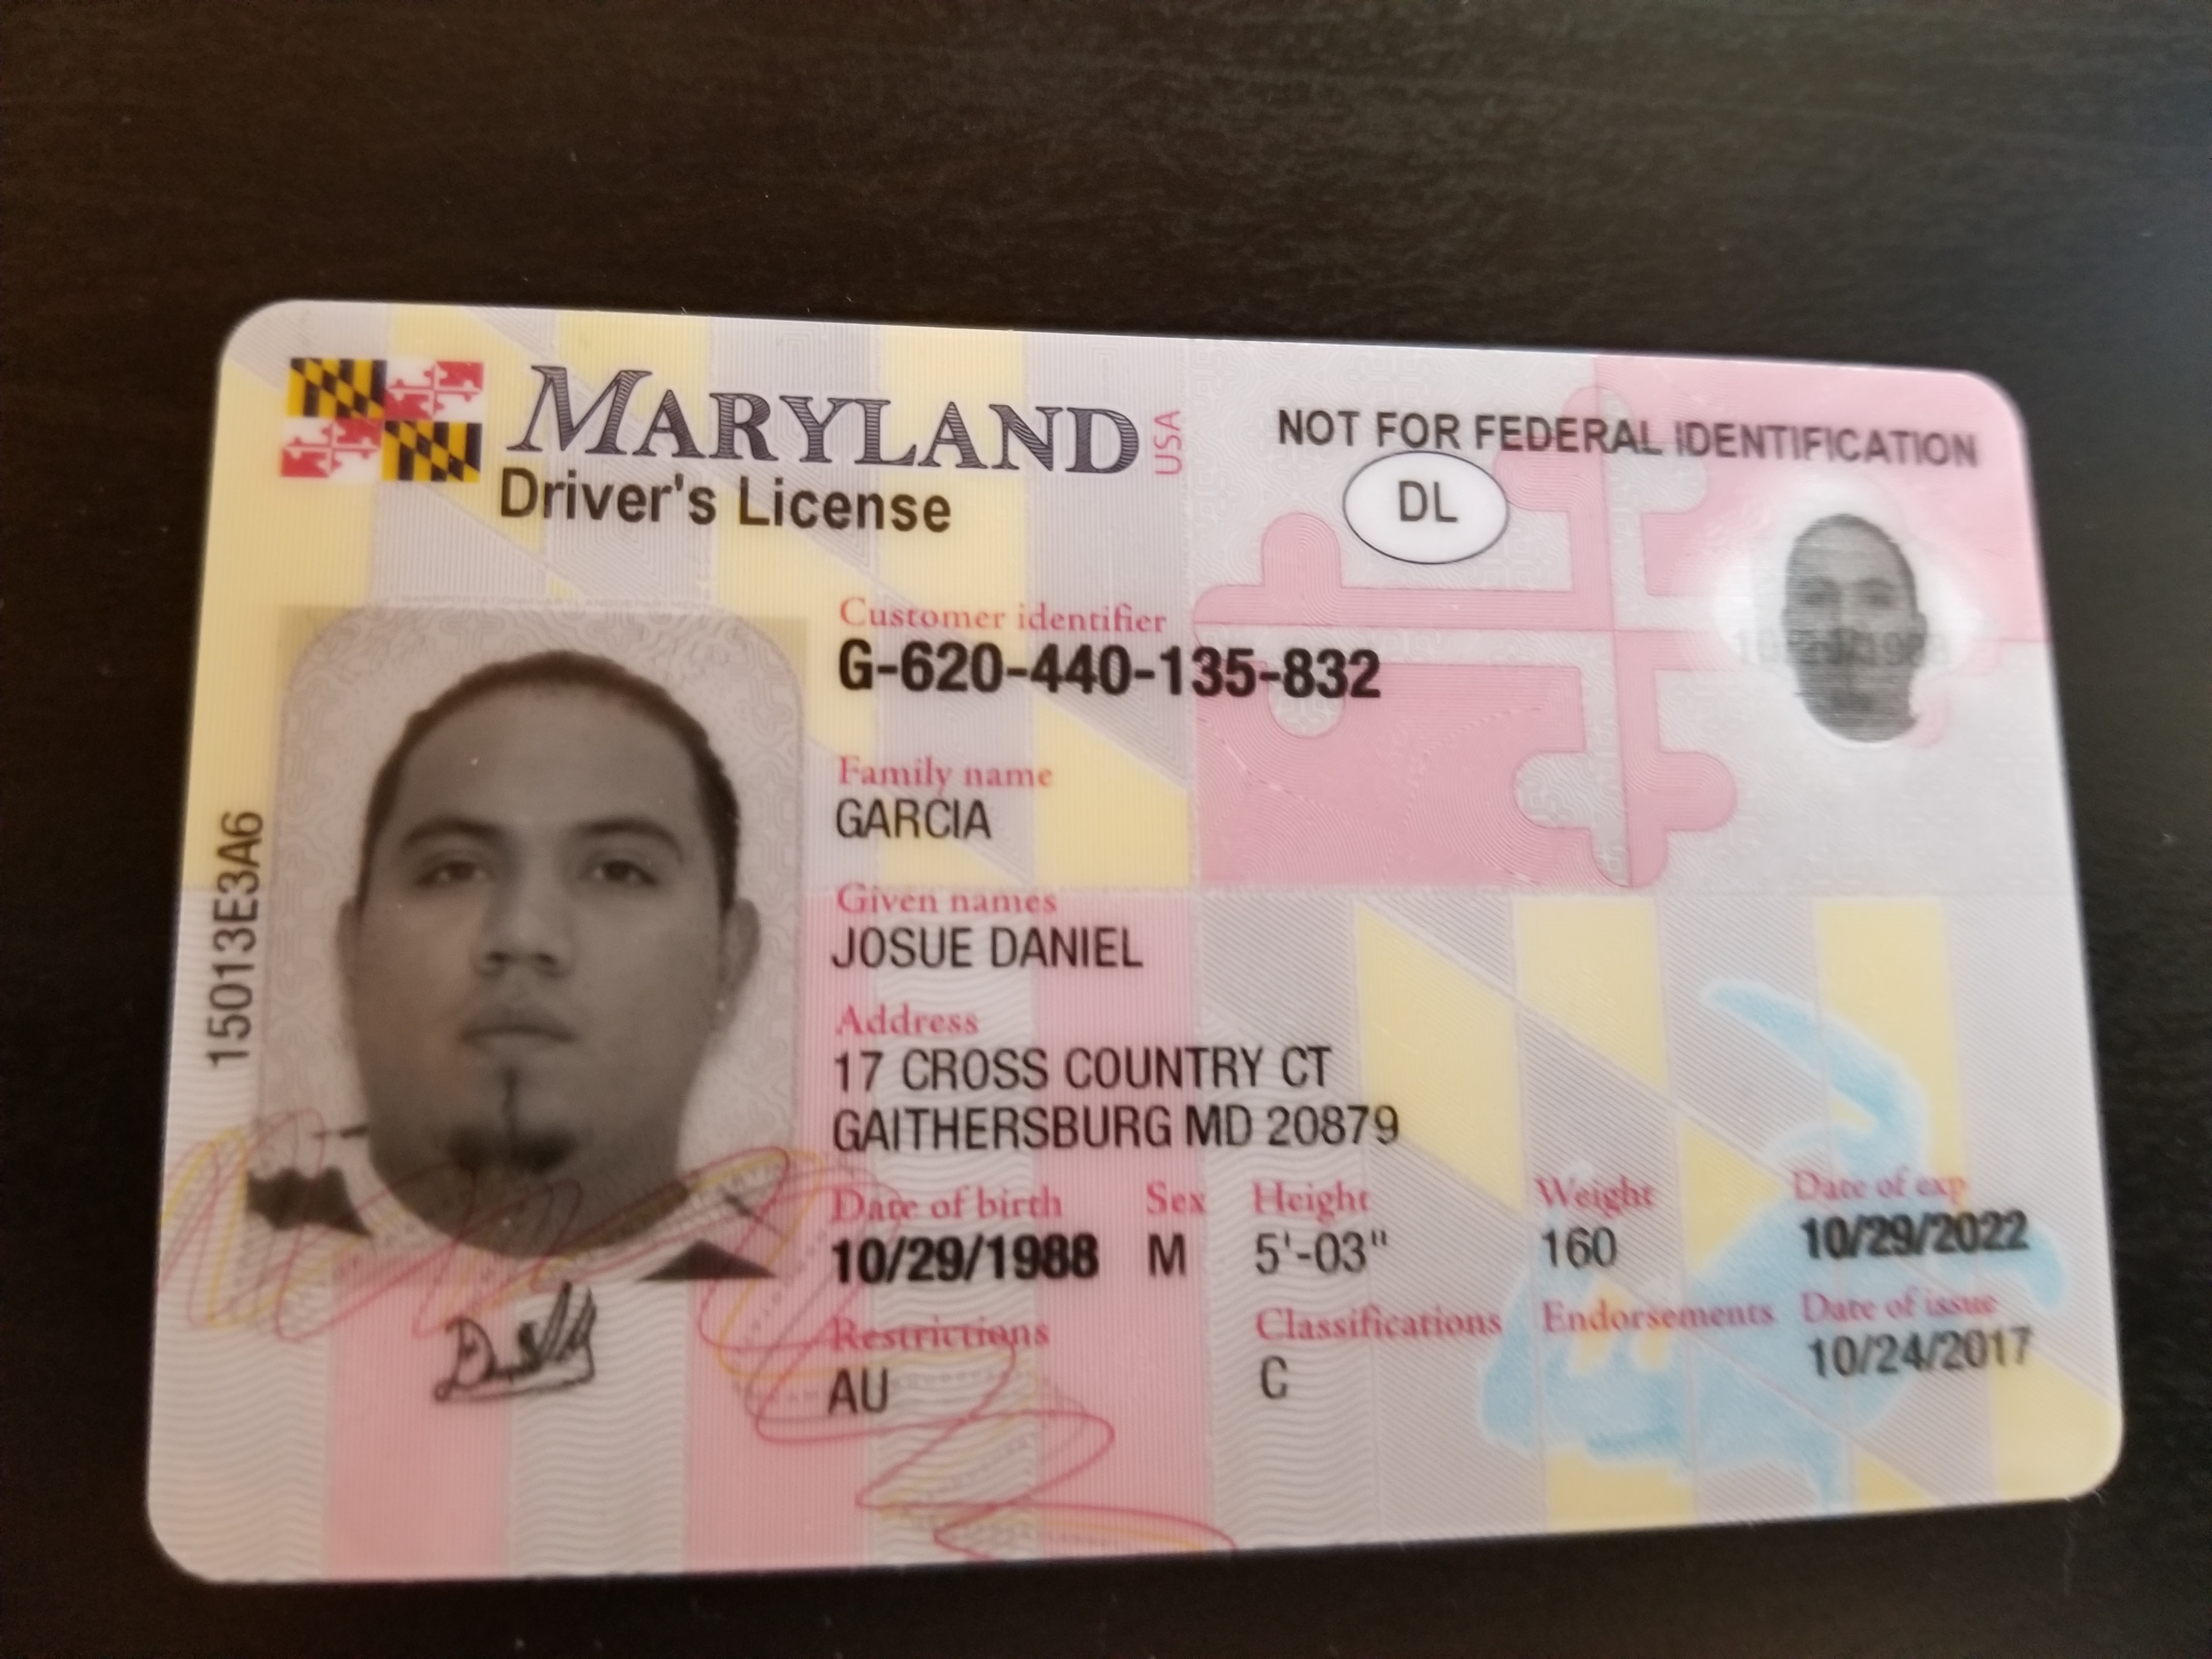 MARYLAND USA
Driver's License
NOT FOR FEDERAL IDENTIFICATION
DL
Customer identifier
G-620-440-135-832
Family name
GARCIA
Given names
JOSUE DANIEL
Address
17 CROSS COUNTRY CT
GAITHERSBURG MD 20879
Date of birth Sex Height Weight Date of exp
10/29/1988 M 5'-03" 160 10/29/2022
Restrictions Classifications Endorsements Date of issue
AU C 10/24/2017
15013E3A6